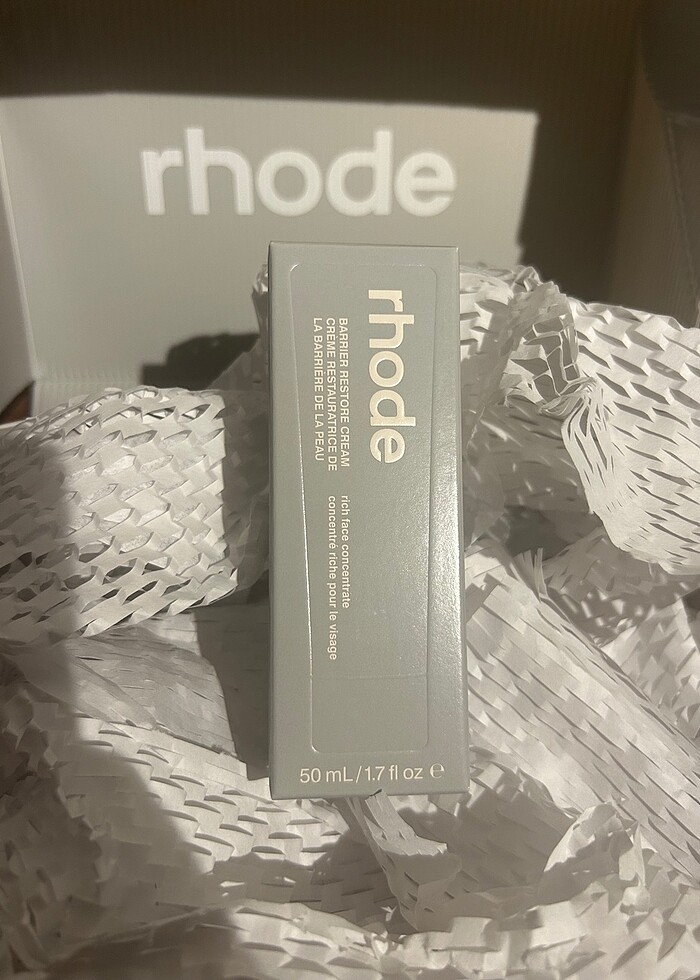 rhode
rhode
BARRIER RESTORE CREAM
CRÈME RESTAURATRICE DE
LA BARRIÈRE DE LA PEAU
rich face concentrate
concentré riche pour le visage
50 mL / 1.7 fl oz ℮